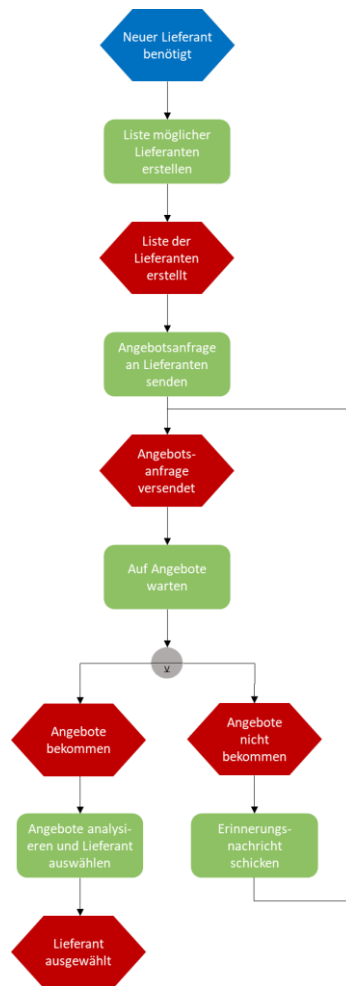 Neuer Lieferant
benötigt
Liste möglicher
Lieferanten
erstellen
Liste der
Lieferanten
erstellt
Angebotsanfrage
an Lieferanten
senden
Angebots-
anfrage
versendet
Auf Angebote
warten
v
Angebote
bekommen
Angebote
nicht
bekommen
Angebote analysi-
eren und Lieferant
auswählen
Erinnerungs-
nachricht
schicken
Lieferant
ausgewählt